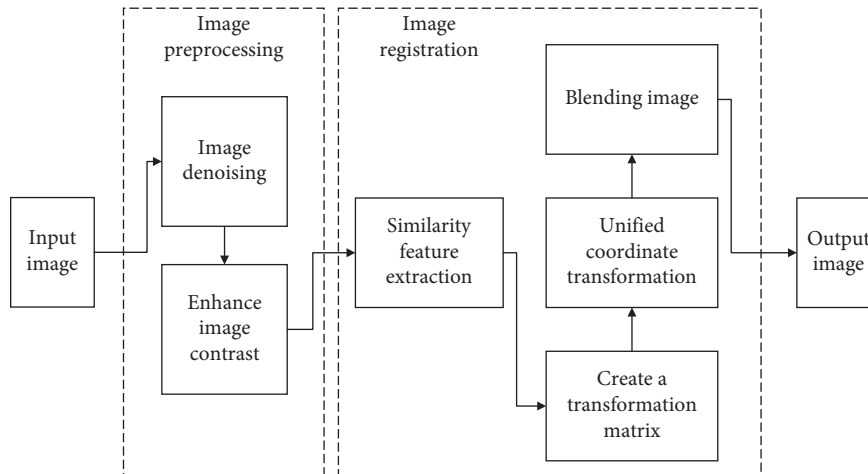 Image
preprocessing
Image
registration
Input
image
Image
denoising
Enhance
image
contrast
Similarity
feature
extraction
Create a
transformation
matrix
Unified
coordinate
transformation
Blending image
Output
image